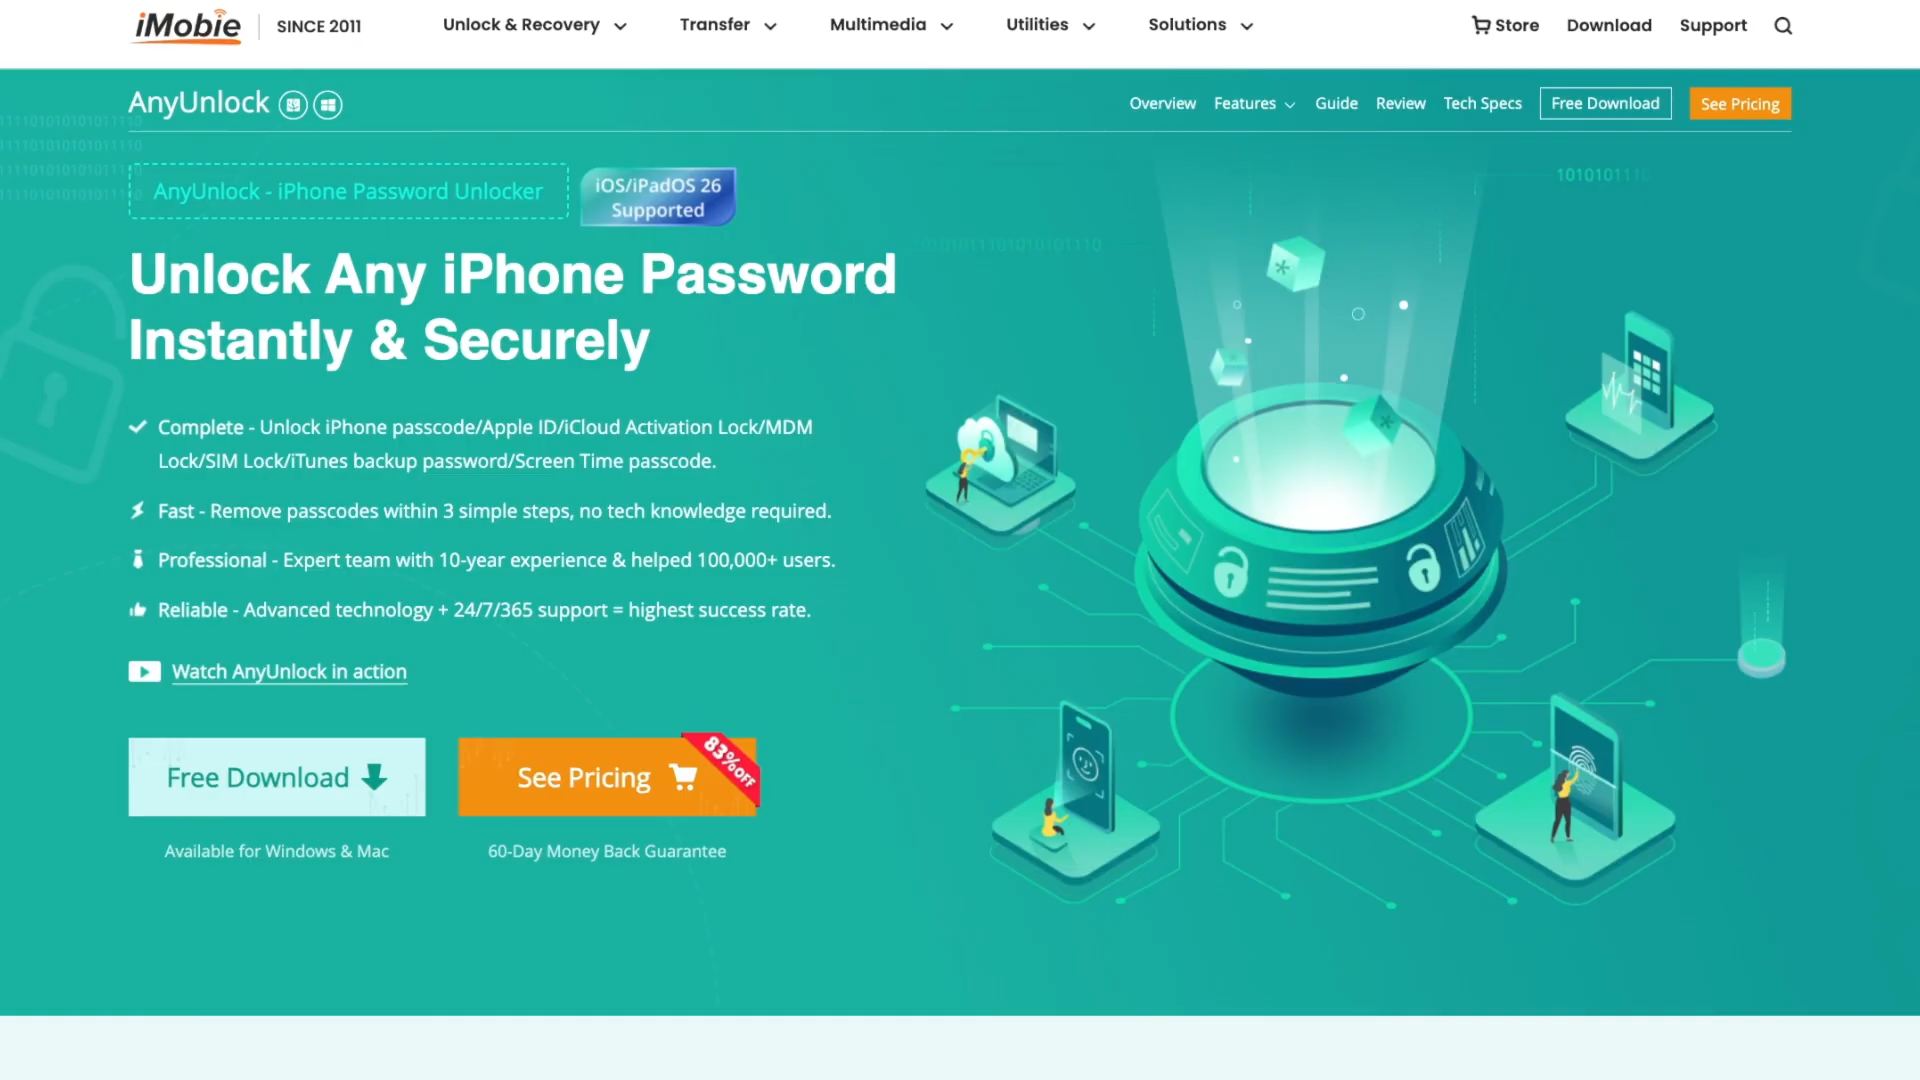 iMobie
SINCE 2011
Unlock & Recovery
Transfer
Multimedia
Utilities
Solutions
Store
Download
Support
AnyUnlock
Overview
Features
Guide
Review
Tech Specs
Free Download
See Pricing
AnyUnlock - iPhone Password Unlocker
iOS/iPadOS 26
Supported
Unlock Any iPhone Password
Instantly & Securely
Complete - Unlock iPhone passcode/Apple ID/iCloud Activation Lock/MDM
Lock/SIM Lock/iTunes backup password/Screen Time passcode.
Fast - Remove passcodes within 3 simple steps, no tech knowledge required.
Professional - Expert team with 10-year experience & helped 100,000+ users.
Reliable - Advanced technology + 24/7/365 support = highest success rate.
Watch AnyUnlock in action
Free Download
See Pricing
83%OFF
Available for Windows & Mac
60-Day Money Back Guarantee